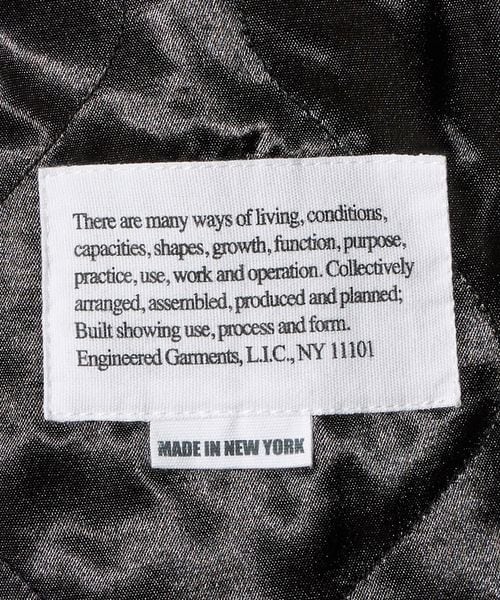 There are many ways of living, conditions,
capacities, shapes, growth, function, purpose,
practice, use, work and operation. Collectively
arranged, assembled, produced and planned;
Built showing use, process and form.
Engineered Garments, L.I.C., NY 11101
MADE IN NEW YORK